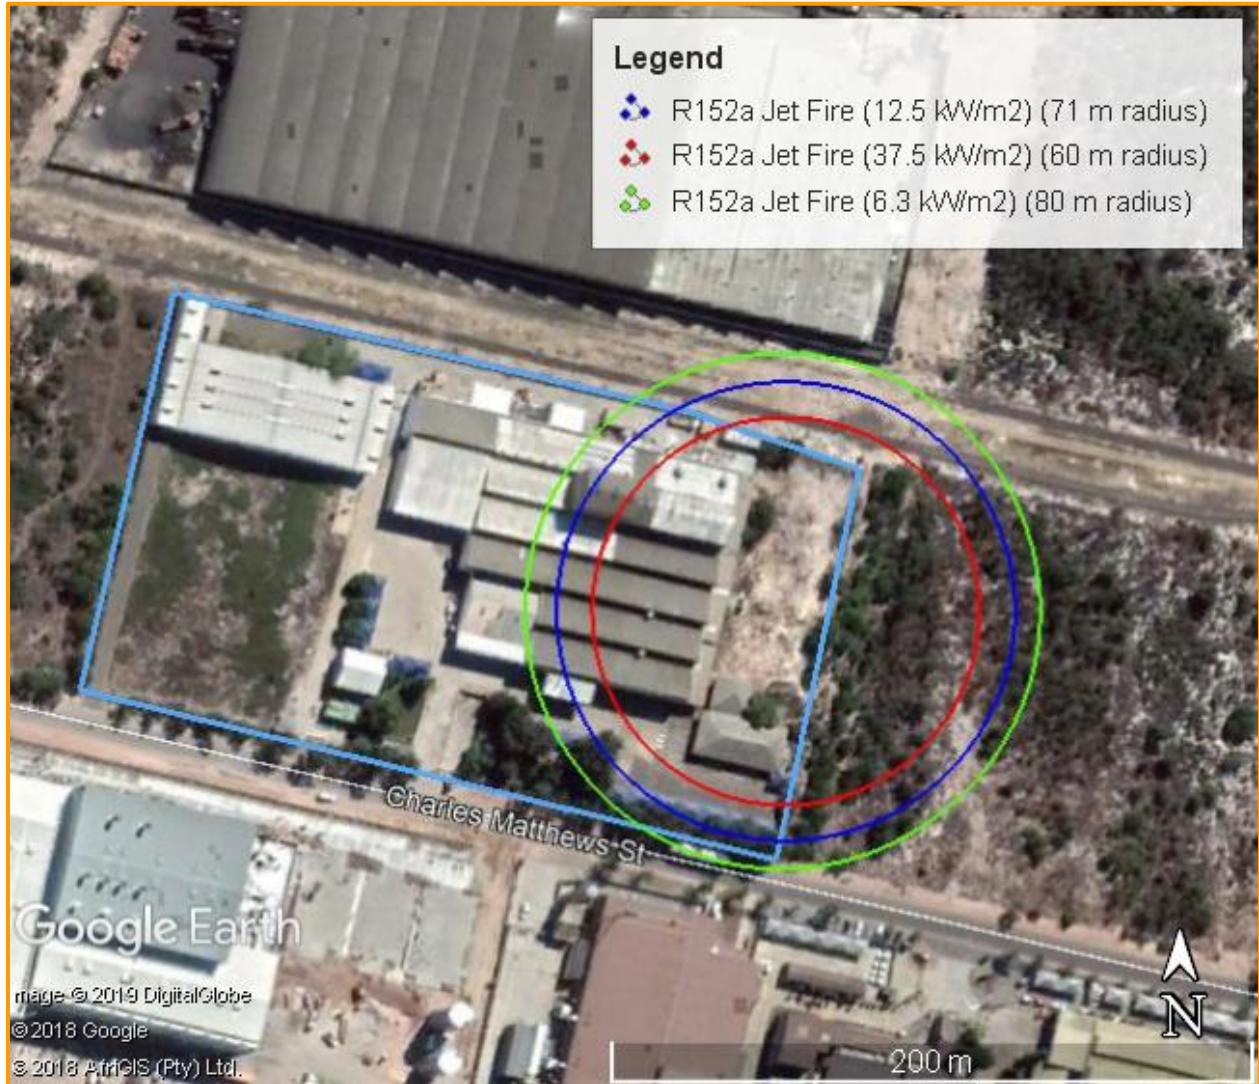 Legend
R152a Jet Fire (12.5 kW/m2) (71 m radius)
R152a Jet Fire (37.5 kW/m2) (60 m radius)
R152a Jet Fire (6.3 kW/m2) (80 m radius)
Charles Matthews St
Google Earth
mage © 2019 DigitalGlobe
© 2018 Google
© 2018 AfriGIS (Pty) Ltd.
N
200 m